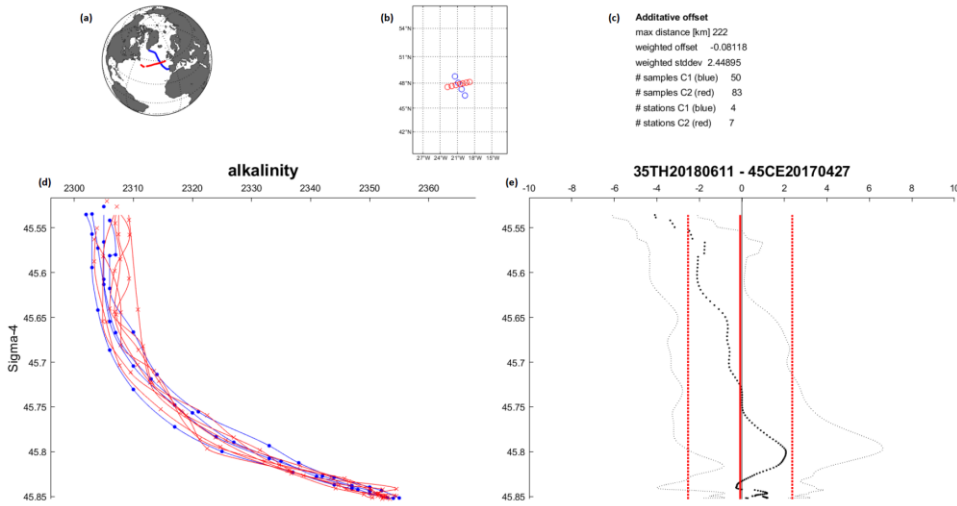 (a)
(b)
54°N
51°N
48°N
45°N
42°N
27°W 24°W 21°W 18°W 15°W
(c)
Additative offset
max distance [km] 222
weighted offset -0.08118
weighted stddev 2.44895
# samples C1 (blue) 50
# samples C2 (red) 83
# stations C1 (blue) 4
# stations C2 (red) 7
(d)
alkalinity
2300 2310 2320 2330 2340 2350 2360
45.55
45.6
45.65
45.7
45.75
45.8
45.85
Sigma-4
(e)
35TH20180611 - 45CE20170427
-10 -8 -6 -4 -2 0 2 4 6 8 10
45.55
45.6
45.65
45.7
45.75
45.8
45.85